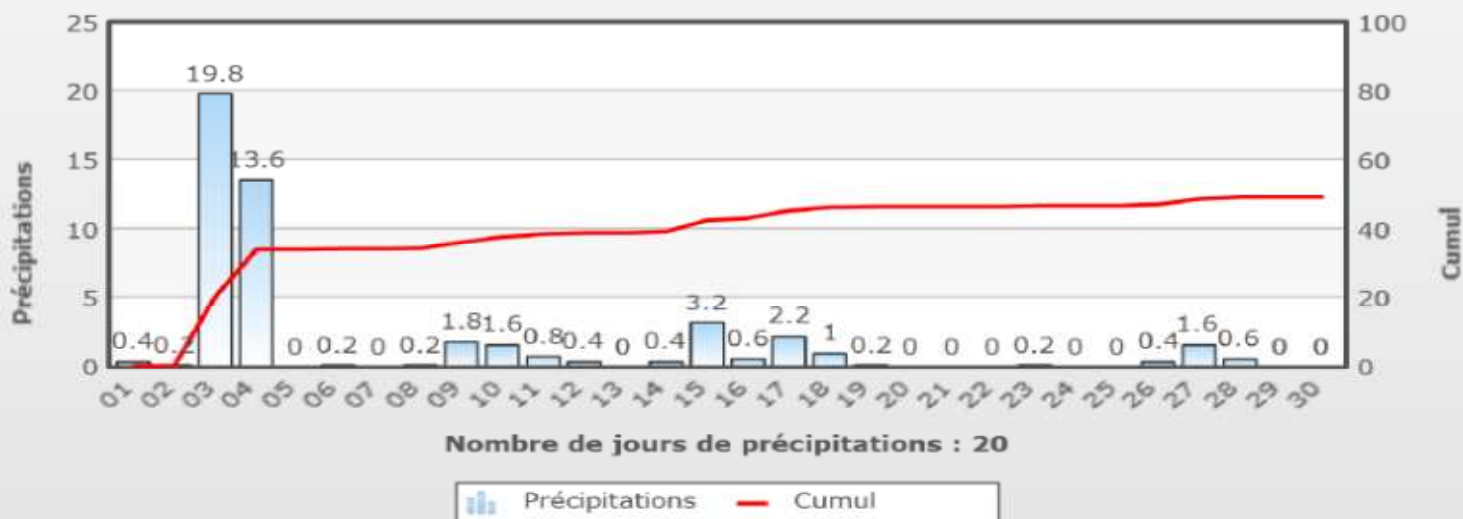 25 100
19.8
20 80
15 13.6 60
10 40
5 20
0.4 0.2 0 0.2 0 0.2 1.8 1.6 0.8 0.4 0 0.4 3.2 0.6 2.2 1 0.2 0 0 0 0.2 0 0 0.4 1.6 0.6 0 0
0 0
Précipitations
Cumul
01 02 03 04 05 06 07 08 09 10 11 12 13 14 15 16 17 18 19 20 21 22 23 24 25 26 27 28 29 30
Nombre de jours de précipitations : 20
Précipitations Cumul